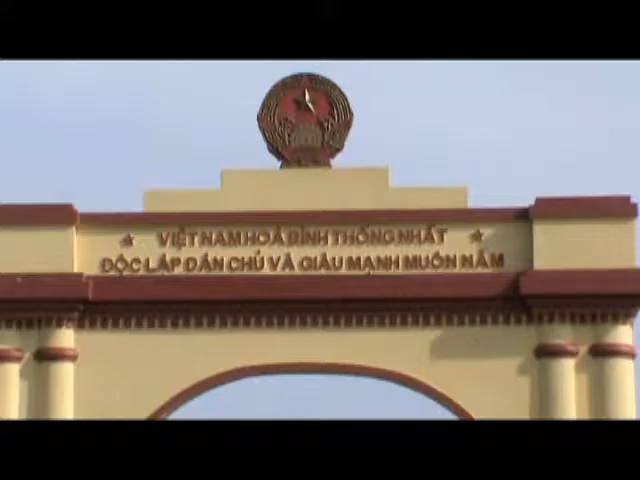 VIỆT NAM HOÀ BÌNH THỐNG NHẤT
ĐỘC LẬP DÂN CHỦ VÀ GIÀU MẠNH MUÔN NĂM